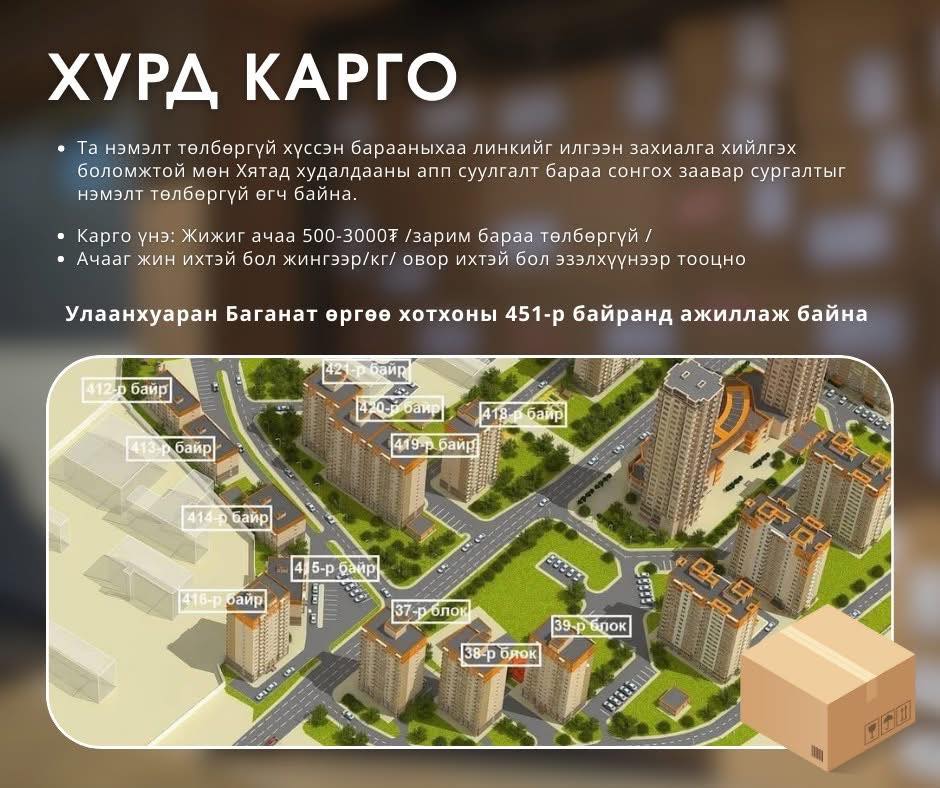 ХУРД КАРГО
• Та нэмэлт төлбөргүй хүссэн бараaныхаа линкийг илгээн захиалга хийлгэх
боломжтой мөн Хятад худалдааны апп суулгалт бараа сонгох заавар сургалтыг
нэмэлт төлбөргүй өгч байна.
• Карго үнэ: Жижиг ачаа 500-3000₮ /зарим бараа төлбөргүй /
• Ачааг жин ихтэй бол жингээр/кг/ овор ихтэй бол эзэлхүүнээр тооцно
Улаанхуаран Баганат өргөө хотхоны 451-р байранд ажиллаж байна
421-р байр
412-р байр
420-р байр
418-р байр
419-р байр
413-р байр
414-р байр
415-р байр
416-р байр
37-р блок
39-р блок
38-р блок